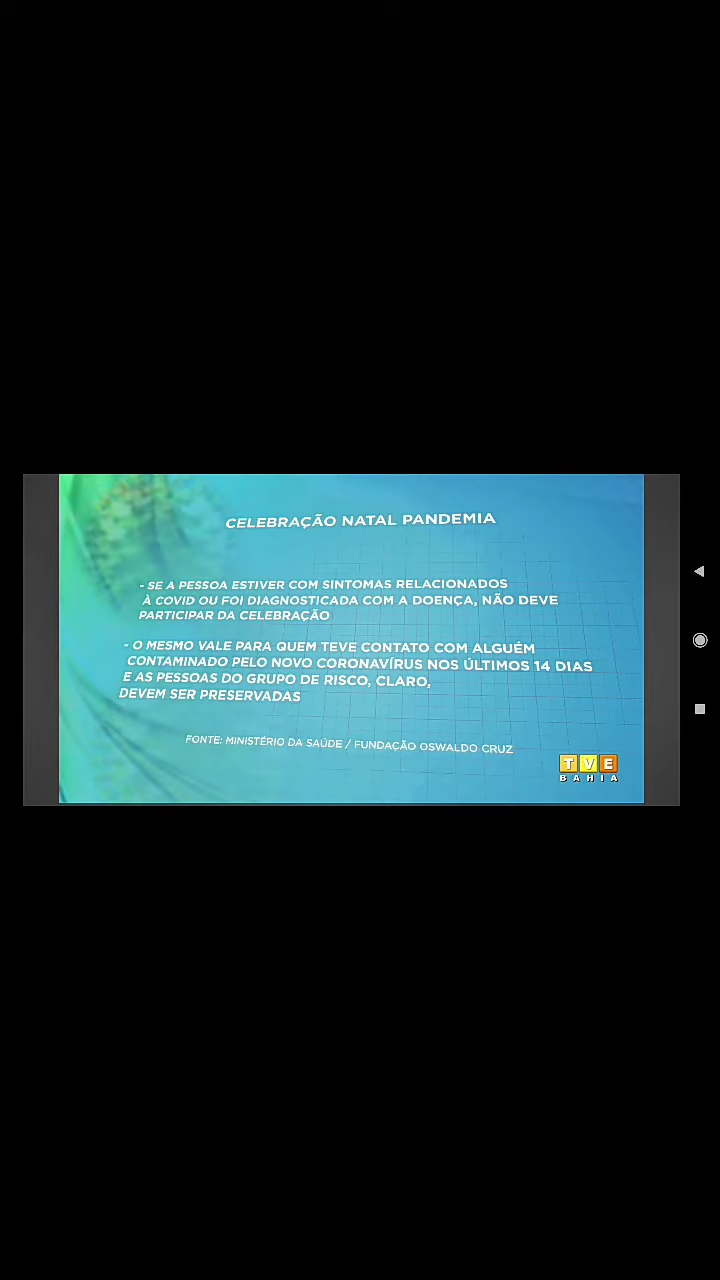 CELEBRAÇÃO NATAL PANDEMIA
- SE A PESSOA ESTIVER COM SINTOMAS RELACIONADOS
À COVID OU FOI DIAGNOSTICADA COM A DOENÇA, NÃO DEVE
PARTICIPAR DA CELEBRAÇÃO
- O MESMO VALE PARA QUEM TEVE CONTATO COM ALGUÉM
CONTAMINADO PELO NOVO CORONAVÍRUS NOS ÚLTIMOS 14 DIAS
E AS PESSOAS DO GRUPO DE RISCO, CLARO,
DEVEM SER PRESERVADAS
FONTE: MINISTÉRIO DA SAÚDE / FUNDAÇÃO OSWALDO CRUZ
TVE
BAHIA